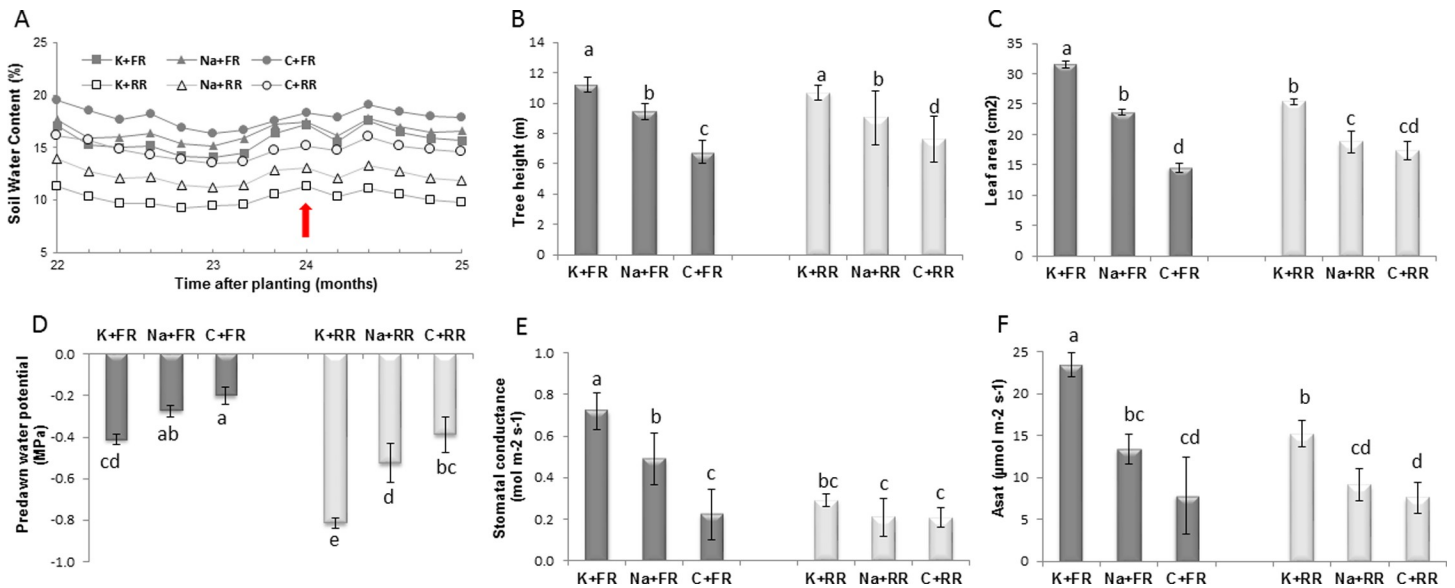 A
Soil Water Content (%)
25
20
15
10
5
K+FR Na+FR C+FR
K+RR Na+RR C+RR
22 23 24 25
Time after planting (months)
B
Tree height (m)
14
12
10
8
6
4
2
0
a b c a b d
K+FR Na+FR C+FR K+RR Na+RR C+RR
C
Leaf area (cm2)
35
30
25
20
15
10
5
0
a b d b c cd
K+FR Na+FR C+FR K+RR Na+RR C+RR
D
K+FR Na+FR C+FR K+RR Na+RR C+RR
Predawn water potential
(MPa)
0.0
-0.2
-0.4
-0.6
-0.8
-1.0
cd ab a e d bc
E
Stomatal conductance
(mol m-2 s-1)
1.0
0.8
0.6
0.4
0.2
0.0
a b c bc c c
K+FR Na+FR C+FR K+RR Na+RR C+RR
F
Asat (µmol m-2 s-1)
25
20
15
10
5
0
a bc cd b cd d
K+FR Na+FR C+FR K+RR Na+RR C+RR